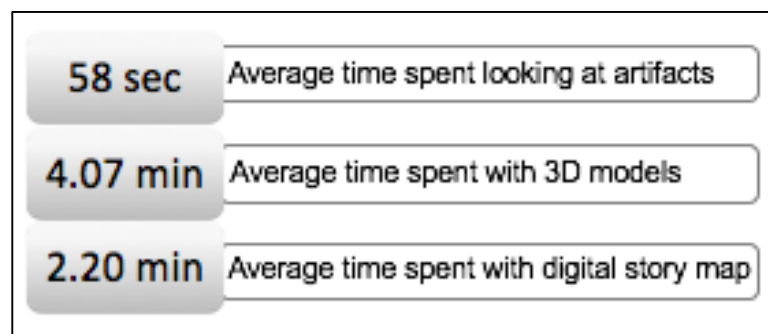 58 sec Average time spent looking at artifacts
4.07 min Average time spent with 3D models
2.20 min Average time spent with digital story map